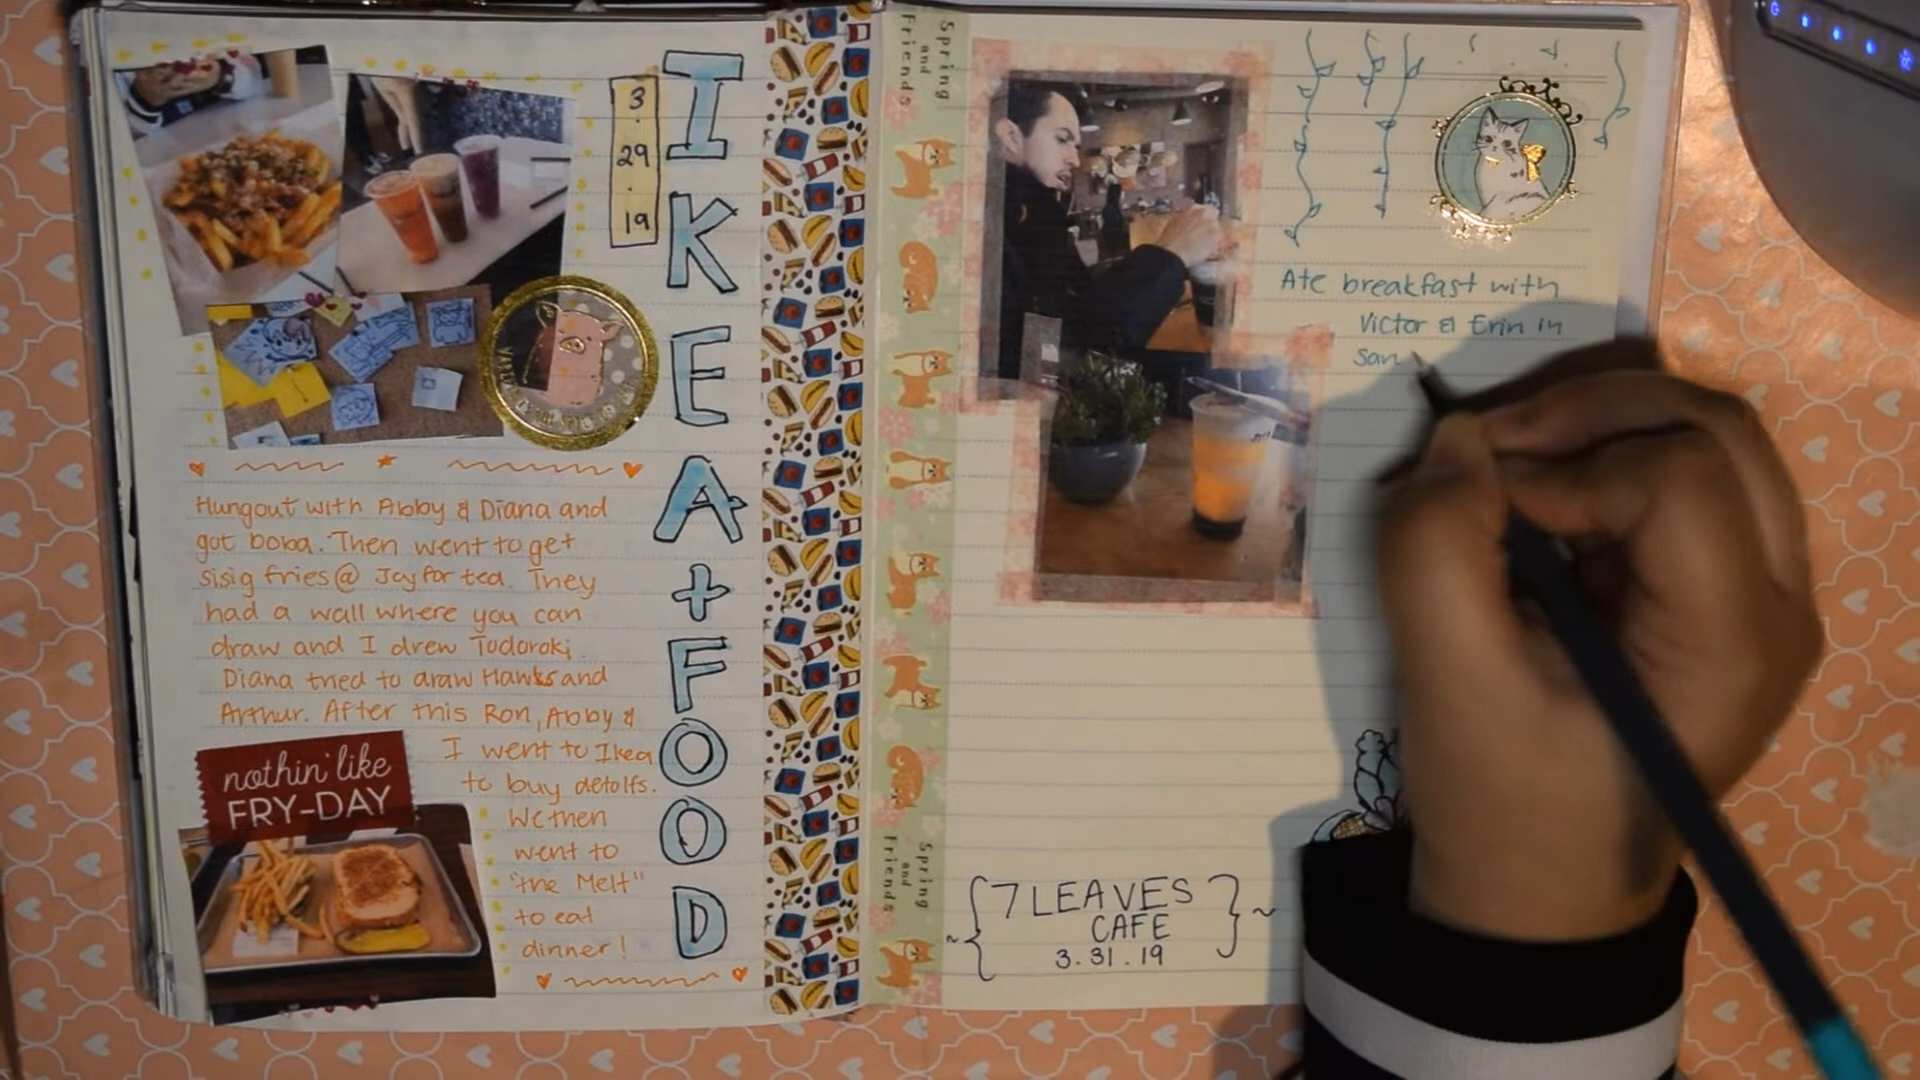 3.
29
.
19
IKEA+FOOD
Hungout with Abby & Diana and
got boba. Then went to get
sisig fries@ Joy for tea. They
had a wall where you can
draw and I drew Todoroki.
Diana tried to draw Hawks and
Arthur. After this Ron, Abby &
I went to Ikea
to buy detolfs.
We then
went to
"the Melt"
to eat
dinner!
nothin' like
FRY-DAY
Spring
and
Friends
Spring
and
Friends
Ate breakfast with
Victor & Erin in
San
~{7 LEAVES}~
CAFE
3.31.19